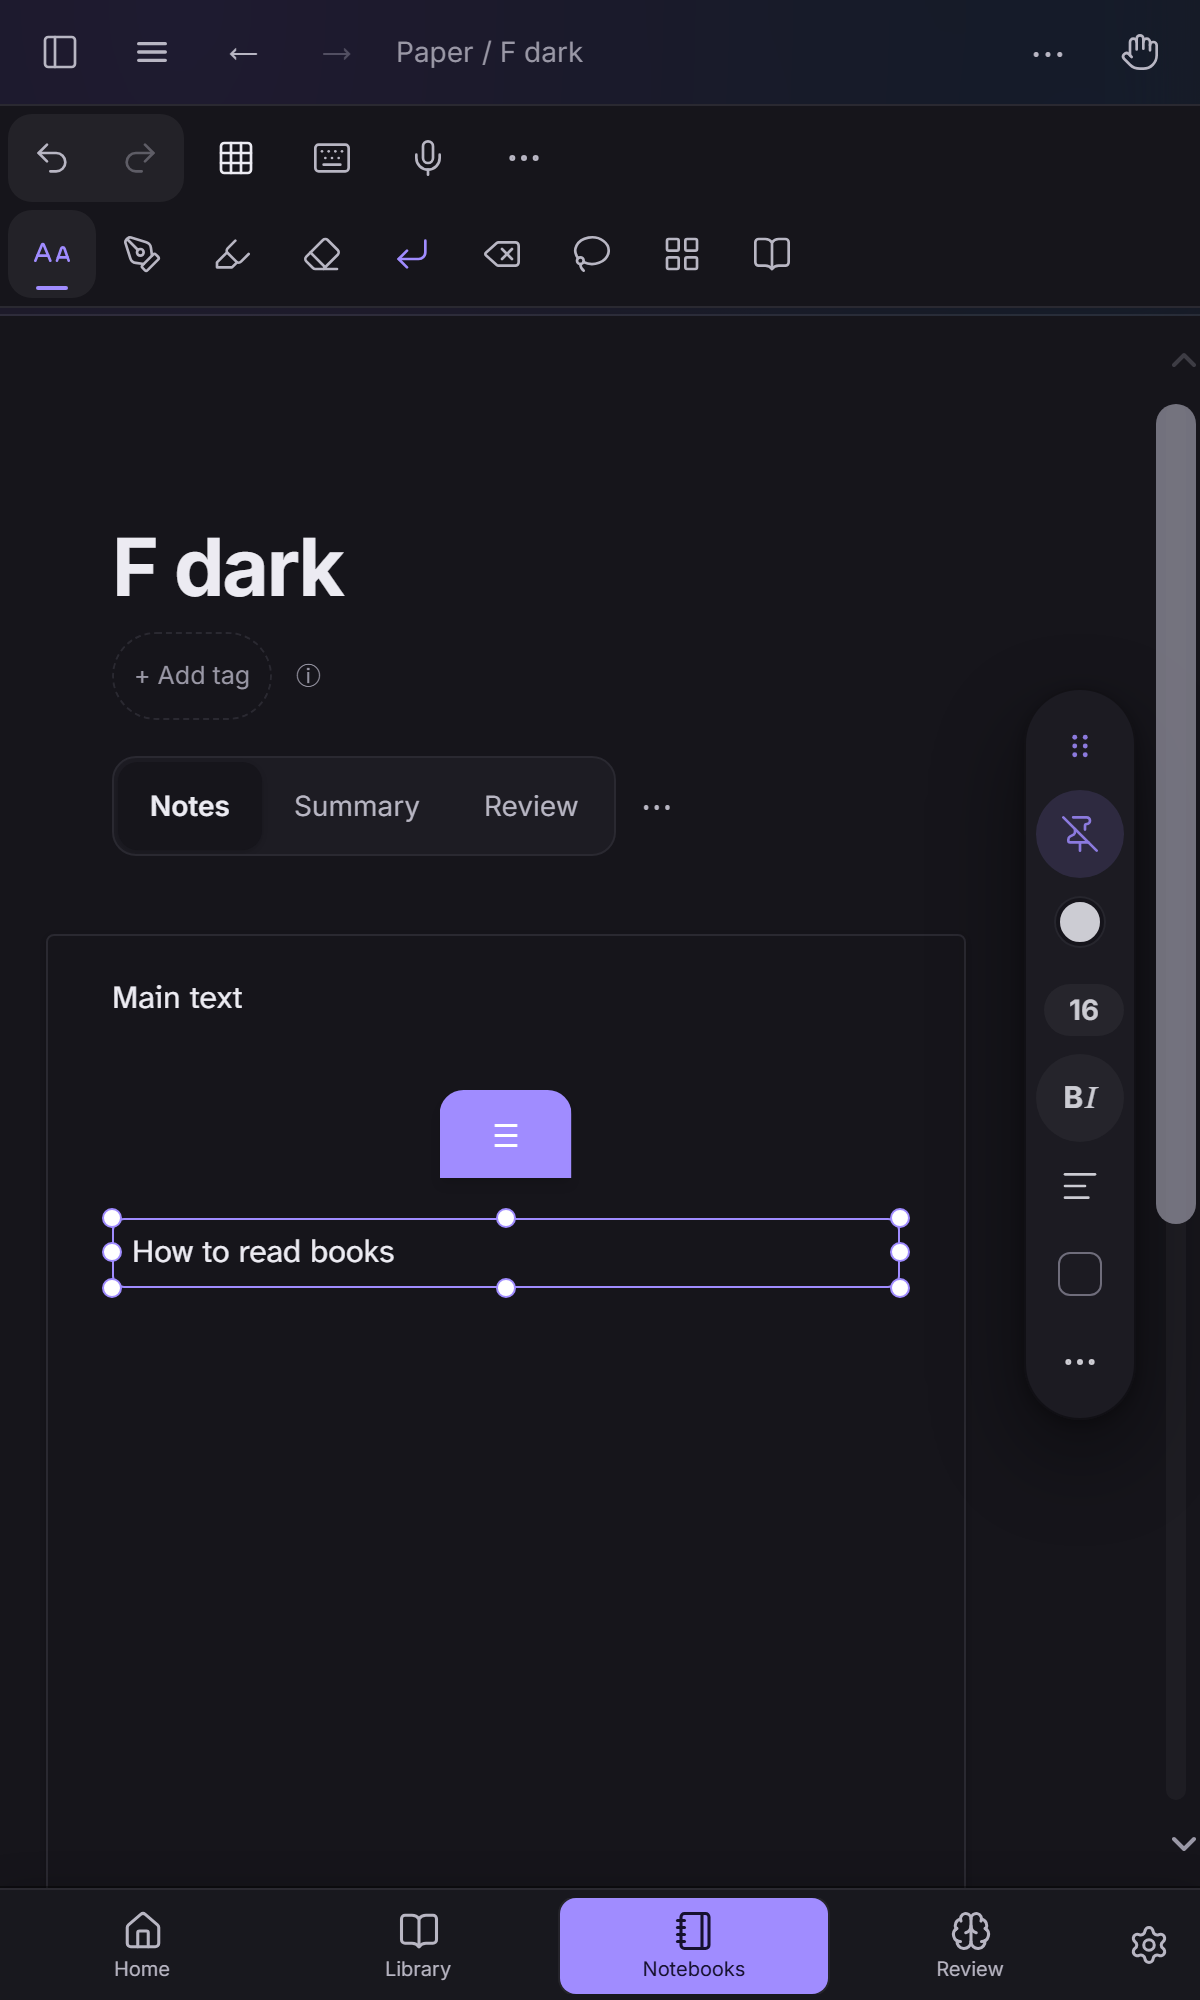 Paper / F dark
AA
F dark
+ Add tag
Notes Summary Review
Main text
16
BI
How to read books
Home Library Notebooks Review